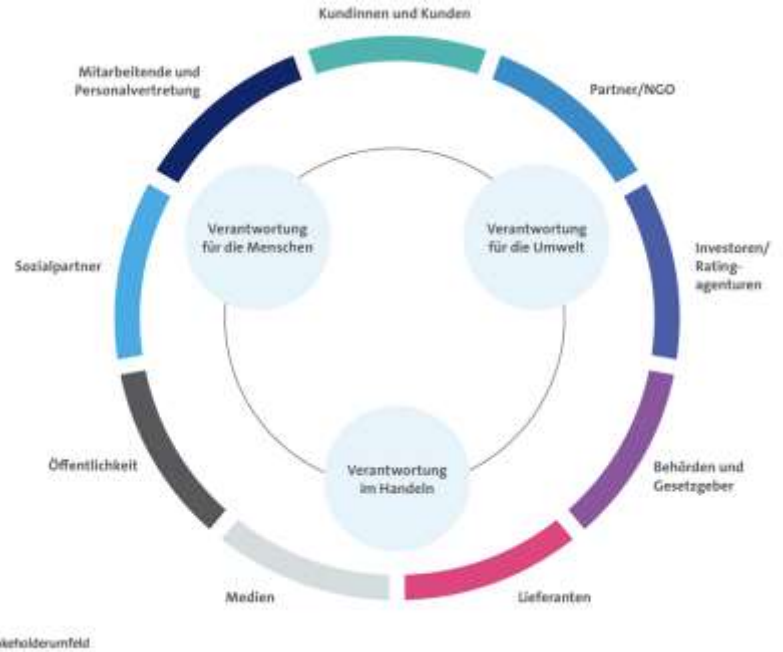 Kundinnen und Kunden
Mitarbeitende und
Personalvertretung
Partner/NGO
Verantwortung
für die Menschen
Verantwortung
für die Umwelt
Sozialpartner
Investoren/
Rating-
agenturen
Öffentlichkeit
Verantwortung
im Handeln
Behörden und
Gesetzgeber
Medien
Lieferanten
keholderumfeld